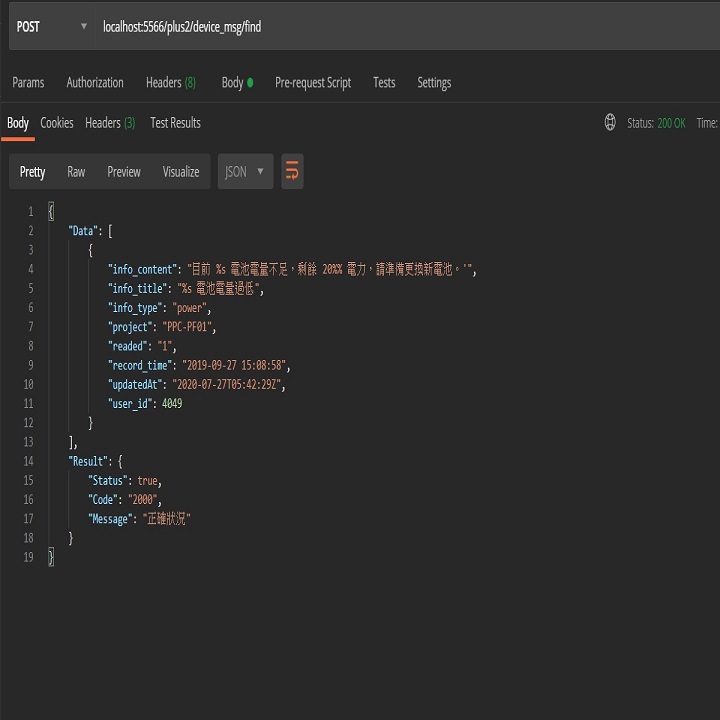 POST localhost:5566/plus2/device_msg/find
Params Authorization Headers (8) Body Pre-request Script Tests Settings
Body Cookies Headers (3) Test Results Status: 200 OK Time:
Pretty Raw Preview Visualize JSON
1 {
2 "Data": [
3 {
4 "info_content": "目前 %s 電池電量不足，剩餘 20%% 電力，請準備更換新電池。'",
5 "info_title": "%s 電池電量過低",
6 "info_type": "power",
7 "project": "PPC-PF01",
8 "readed": "1",
9 "record_time": "2019-09-27 15:08:58",
10 "updatedAt": "2020-07-27T05:42:29Z",
11 "user_id": 4049
12 }
13 ],
14 "Result": {
15 "Status": true,
16 "Code": "2000",
17 "Message": "正確狀況"
18 }
19 }